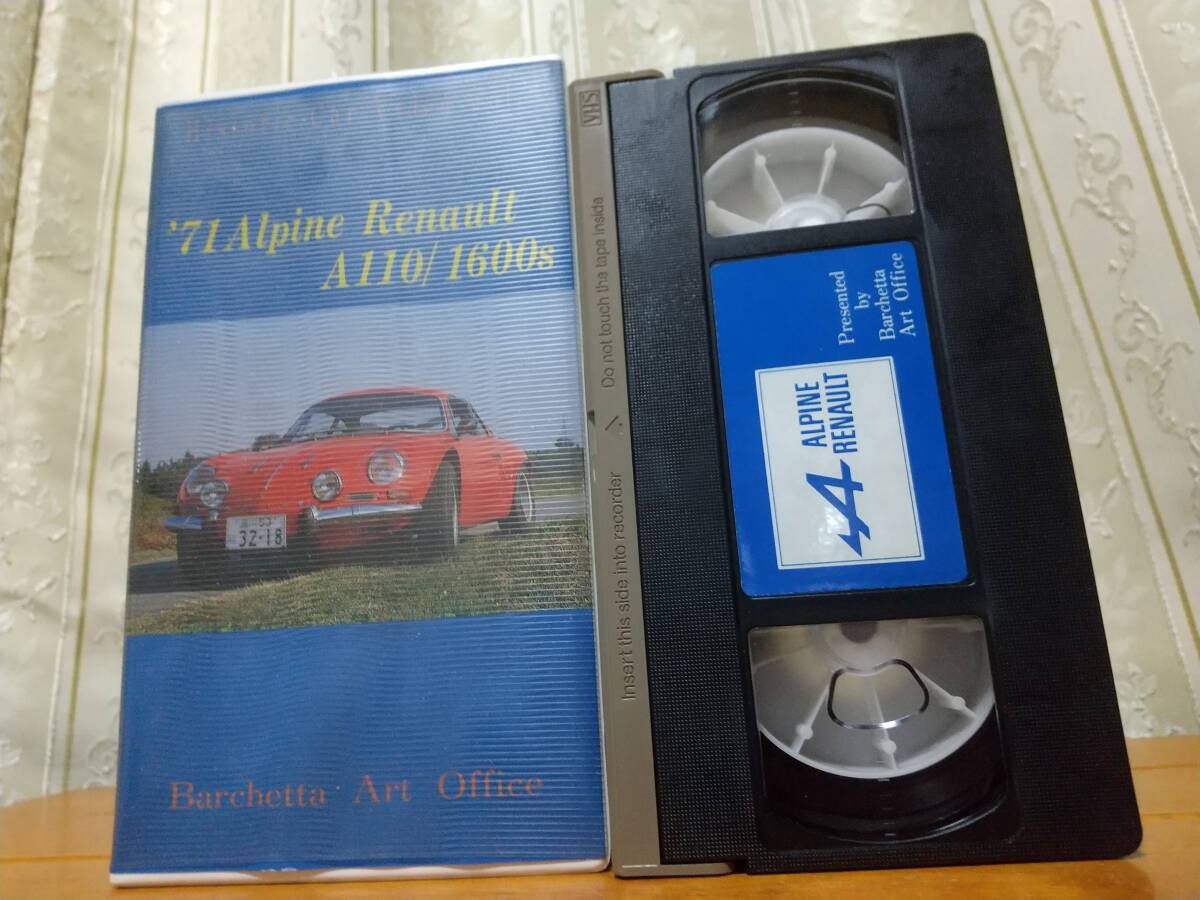 '71 Alpine Renault
A110/1600s
32·18
Barchetta Art Office
VHS
Do not touch the tape inside
Insert this side into recorder
Presented
by
Barchetta
Art Office
ALPINE
RENAULT